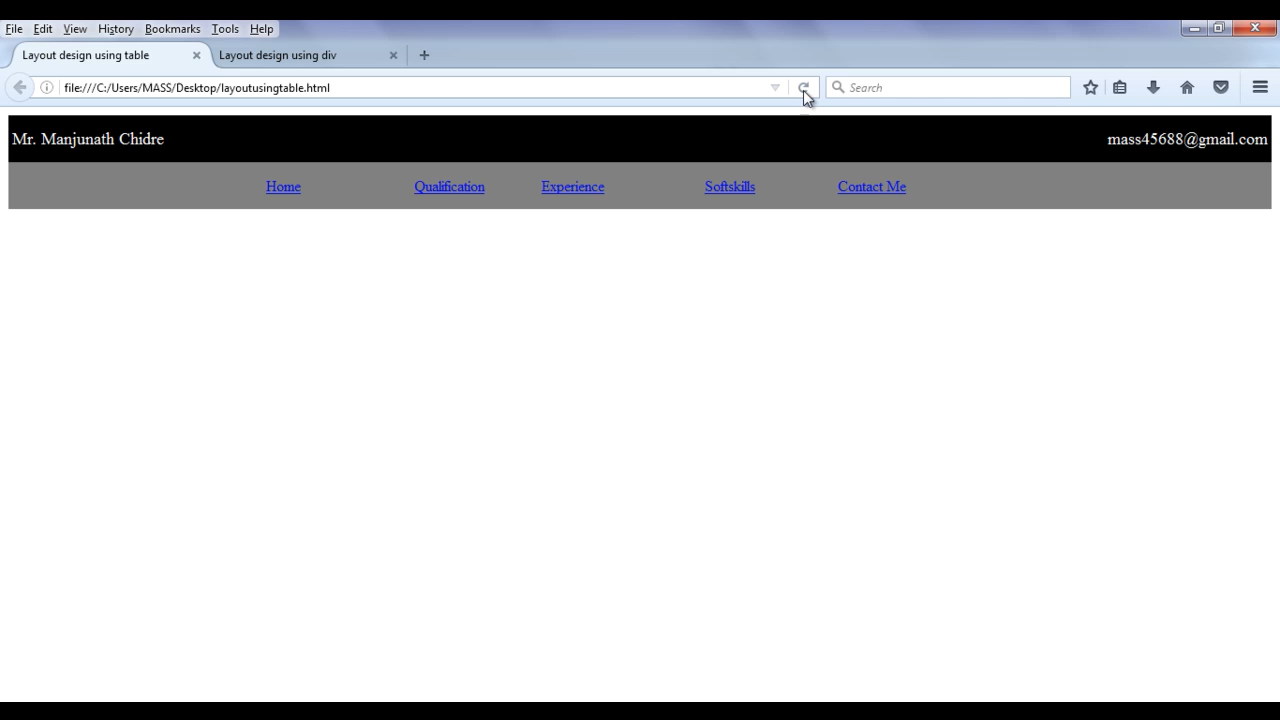 File Edit View History Bookmarks Tools Help
Layout design using table Layout design using div
file:///C:/Users/MASS/Desktop/layoutusingtable.html Search
Mr. Manjunath Chidre mass45688@gmail.com
Home Qualification Experience Softskills Contact Me